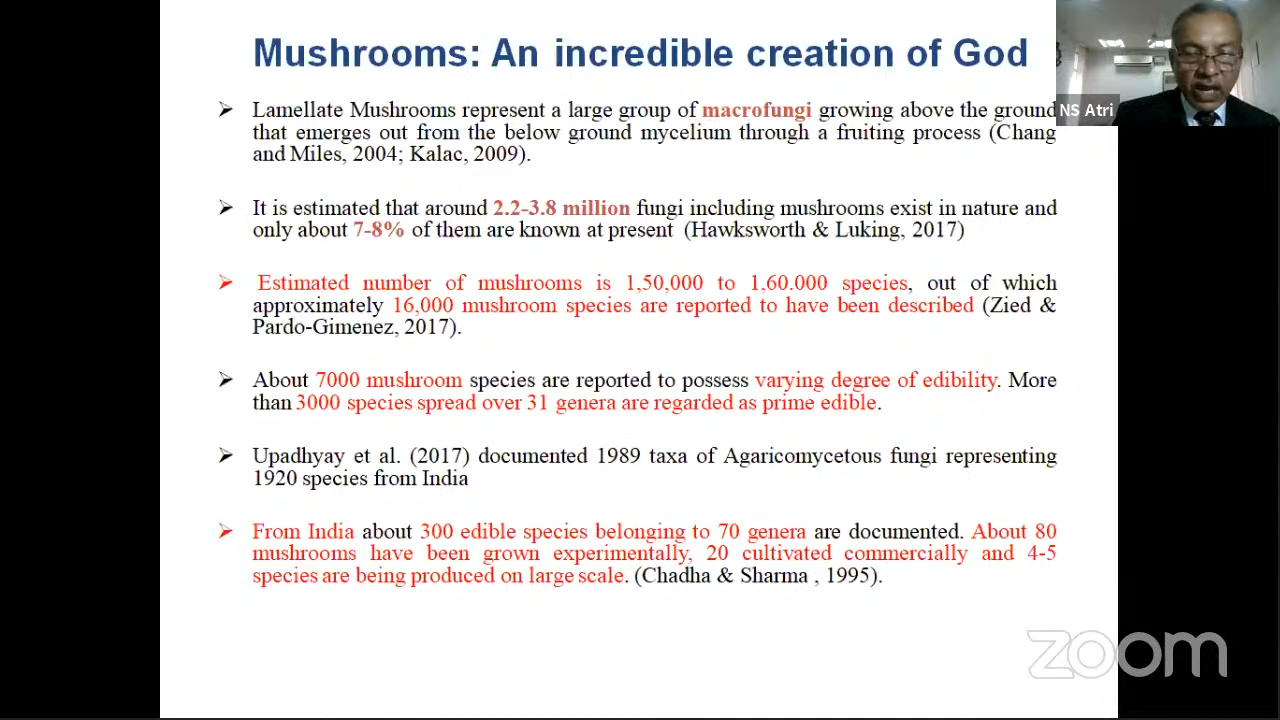 Mushrooms: An incredible creation of God
NS Atri
➢ Lamellate Mushrooms represent a large group of macrofungi growing above the ground
that emerges out from the below ground mycelium through a fruiting process (Chang
and Miles, 2004; Kalac, 2009).
➢ It is estimated that around 2.2-3.8 million fungi including mushrooms exist in nature and
only about 7-8% of them are known at present (Hawksworth & Luking, 2017)
➢ Estimated number of mushrooms is 1,50,000 to 1,60.000 species, out of which
approximately 16,000 mushroom species are reported to have been described (Zied &
Pardo-Gimenez, 2017).
➢ About 7000 mushroom species are reported to possess varying degree of edibility. More
than 3000 species spread over 31 genera are regarded as prime edible.
➢ Upadhyay et al. (2017) documented 1989 taxa of Agaricomycetous fungi representing
1920 species from India
➢ From India about 300 edible species belonging to 70 genera are documented. About 80
mushrooms have been grown experimentally, 20 cultivated commercially and 4-5
species are being produced on large scale. (Chadha & Sharma , 1995).
zoom